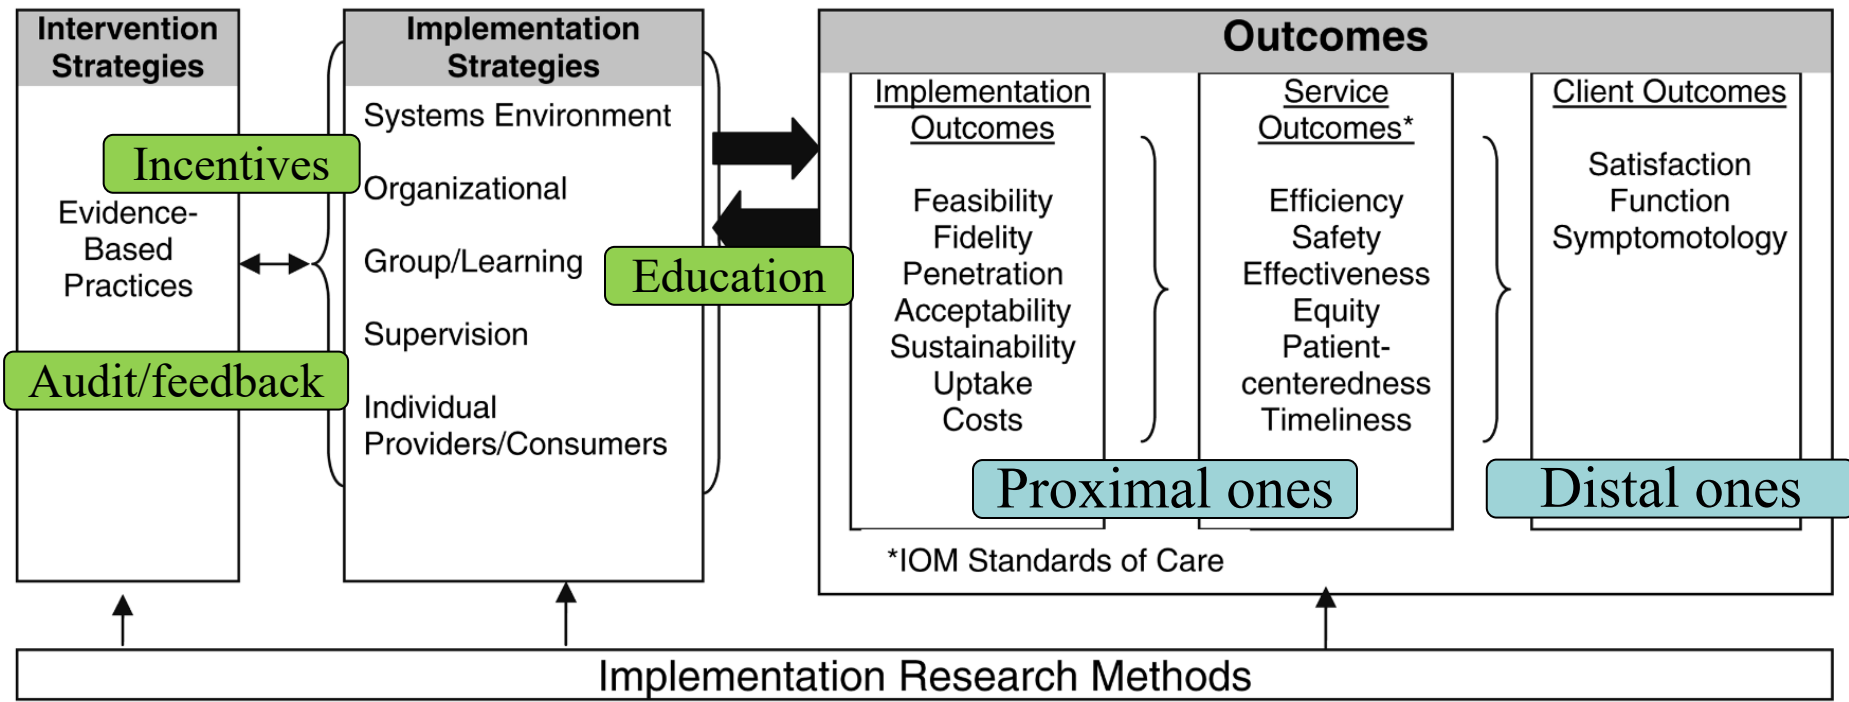 Intervention
Strategies
Incentives
Evidence-
Based
Practices
Audit/feedback
Implementation
Strategies
Systems Environment
Organizational
Group/Learning
Education
Supervision
Individual
Providers/Consumers
Outcomes
Implementation
Outcomes
Feasibility
Fidelity
Penetration
Acceptability
Sustainability
Uptake
Costs
Service
Outcomes*
Efficiency
Safety
Effectiveness
Equity
Patient-
centeredness
Timeliness
Client Outcomes
Satisfaction
Function
Symptomotology
Proximal ones
Distal ones
*IOM Standards of Care
Implementation Research Methods